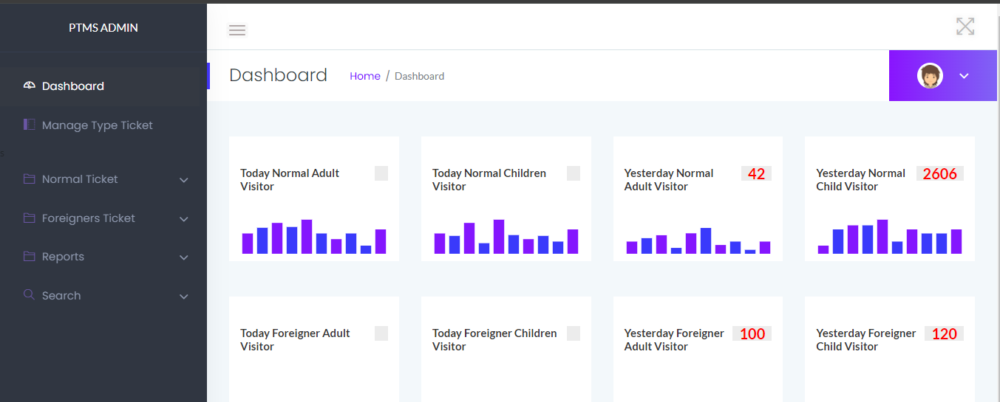 PTMS ADMIN
Dashboard
Manage Type Ticket
s
Normal Ticket
Foreigners Ticket
Reports
Search
Dashboard
Home / Dashboard
Today Normal Adult
Visitor
Today Normal Children
Visitor
Yesterday Normal
Adult Visitor
42
Yesterday Normal
Child Visitor
2606
Today Foreigner Adult
Visitor
Today Foreigner Children
Visitor
Yesterday Foreigner
Adult Visitor
100
Yesterday Foreigner
Child Visitor
120